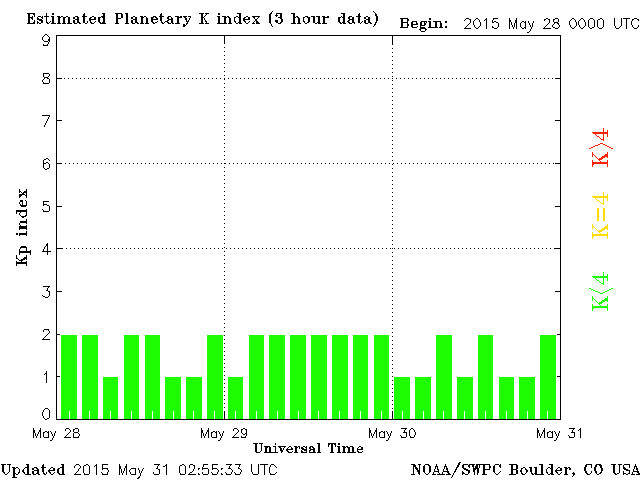 Estimated Planetary K index (3 hour data)
Begin: 2015 May 28 0000 UTC
9
8
7
6
5
4
3
2
1
0
Kp index
K>4
K=4
K<4
May 28
May 29
May 30
May 31
Universal Time
Updated 2015 May 31 02:55:33 UTC
NOAA/SWPC Boulder, CO USA